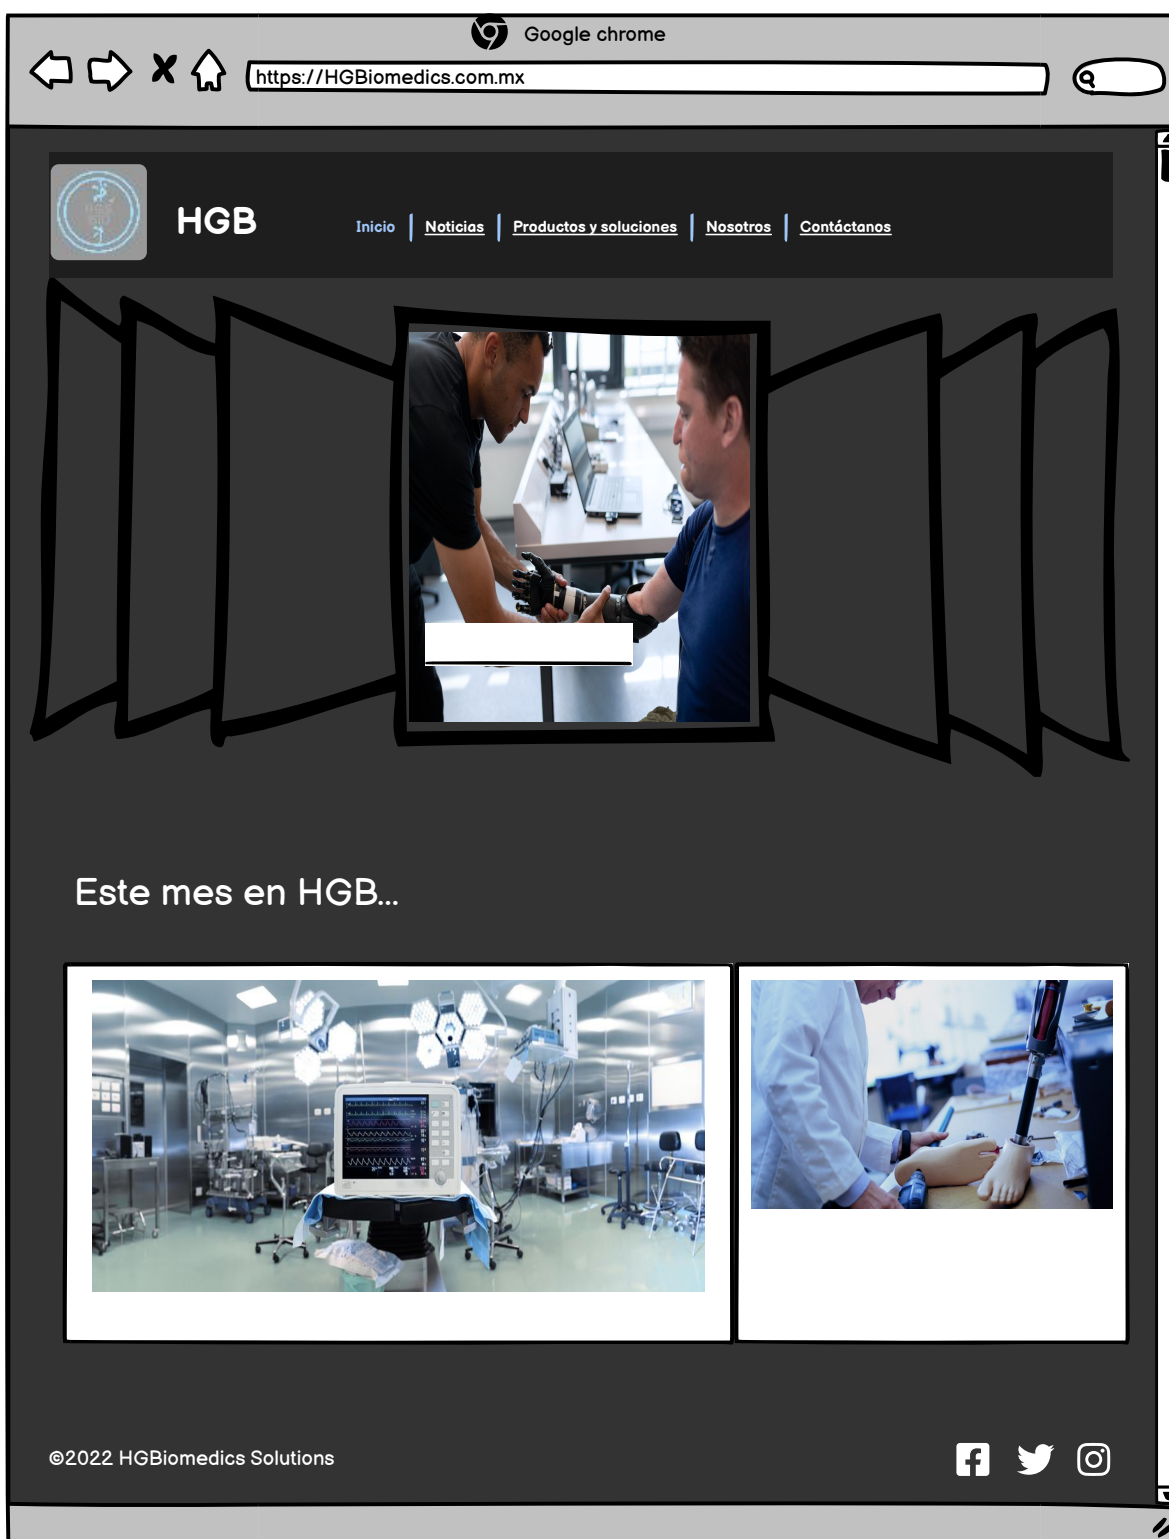 Google chrome
https://HGBiomedics.com.mx
HGB
Inicio
Noticias
Productos y soluciones
Nosotros
Contáctanos
Este mes en HGB...
©2022 HGBiomedics Solutions